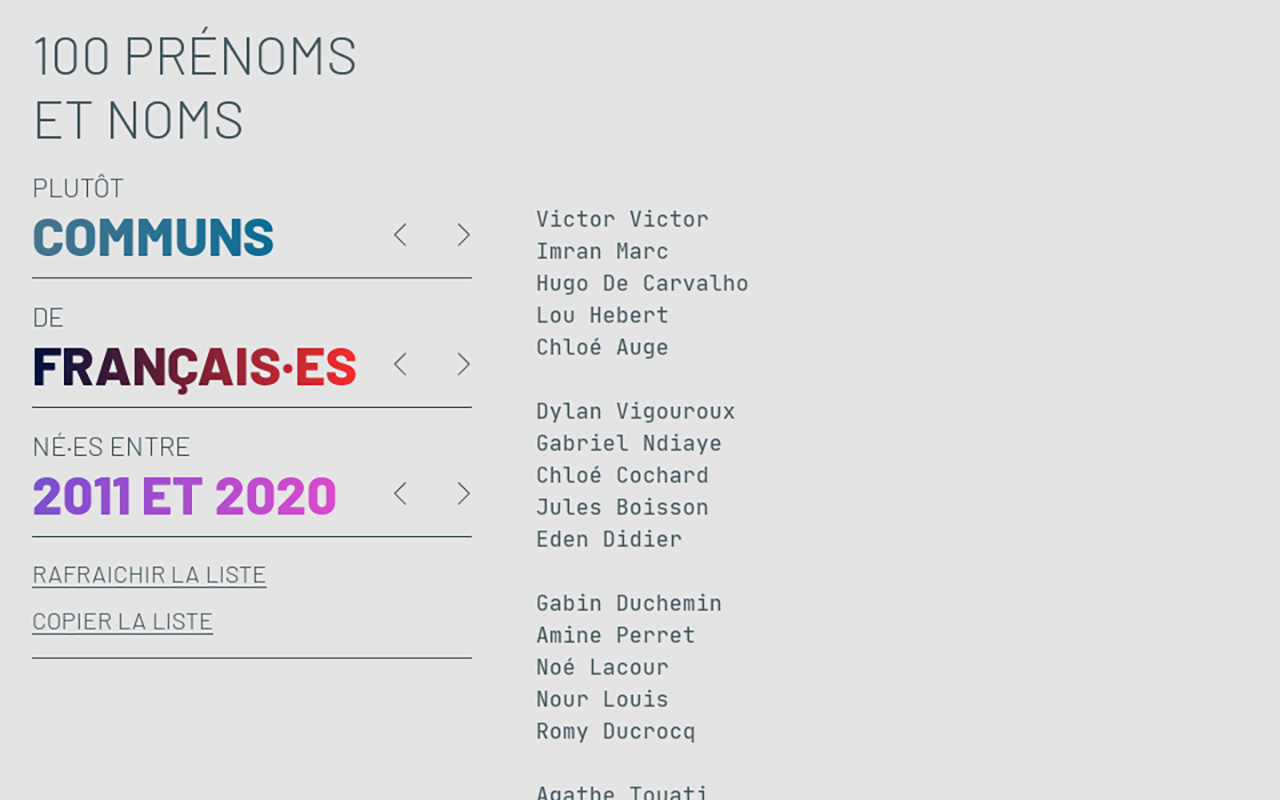 100 PRÉNOMS
ET NOMS
PLUTÔT
COMMUNS
DE
FRANÇAIS·ES
NÉ·ES ENTRE
2011 ET 2020
RAFRAICHIR LA LISTE
COPIER LA LISTE
Victor Victor
Imran Marc
Hugo De Carvalho
Lou Hebert
Chloé Auge
Dylan Vigouroux
Gabriel Ndiaye
Chloé Cochard
Jules Boisson
Eden Didier
Gabin Duchemin
Amine Perret
Noé Lacour
Nour Louis
Romy Ducrocq
Agathe Touati